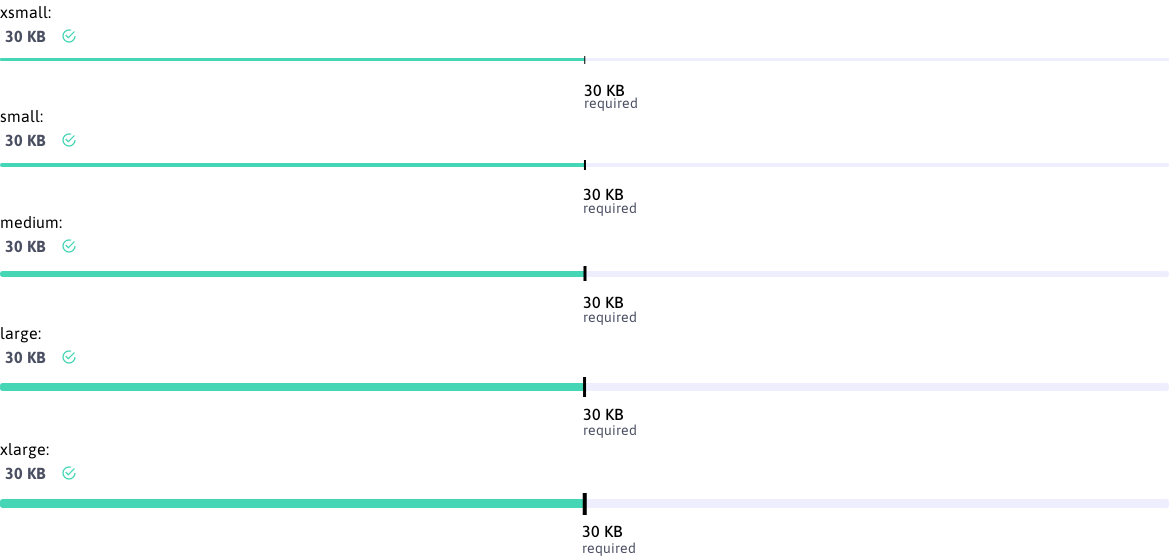 xsmall:
30 KB
30 KB
required
small:
30 KB
30 KB
required
medium:
30 KB
30 KB
required
large:
30 KB
30 KB
required
xlarge:
30 KB
30 KB
required